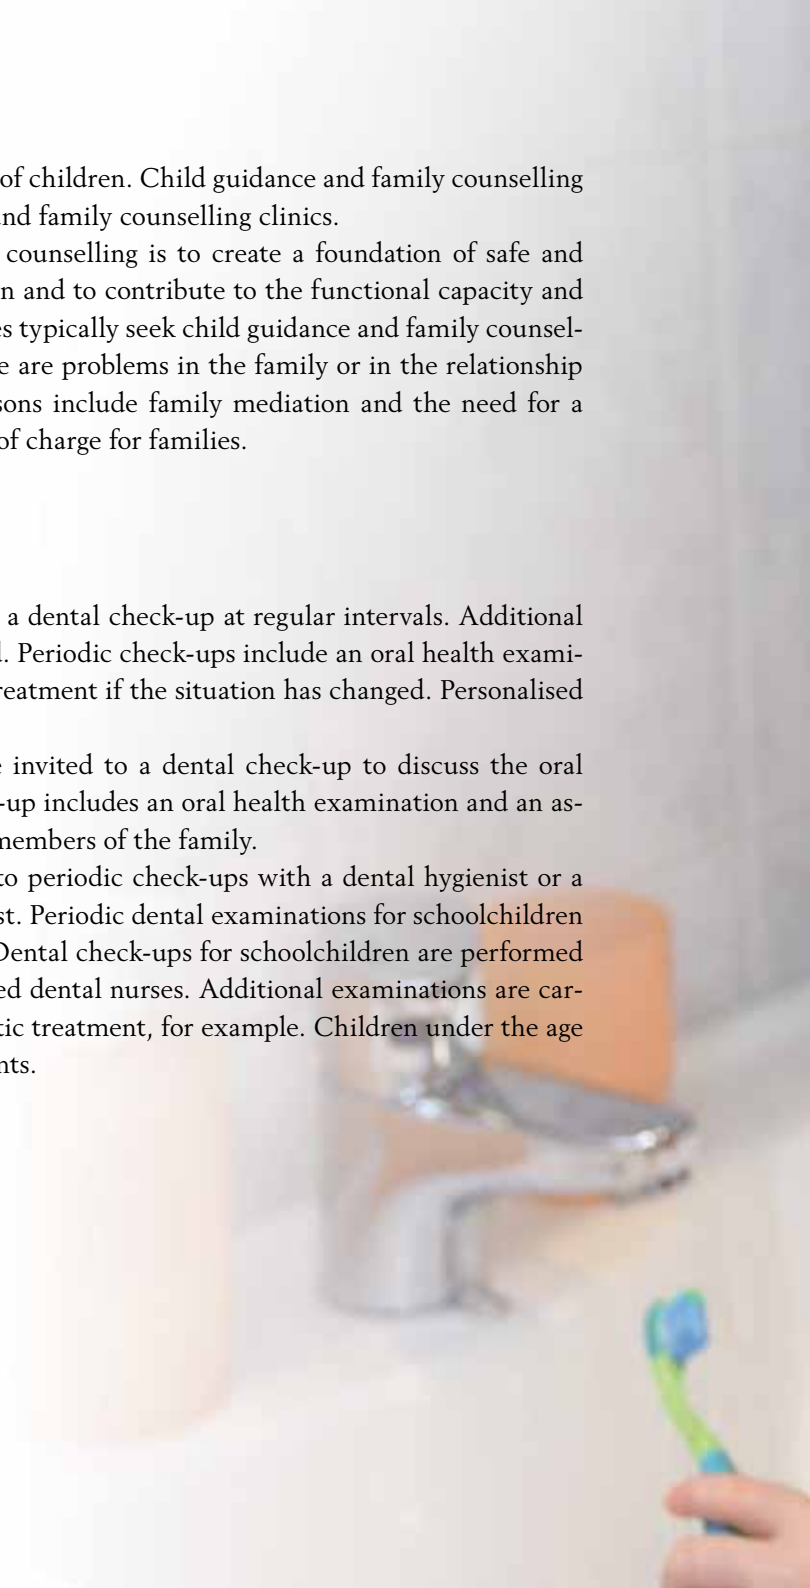 of children. Child guidance and family counselling
and family counselling clinics.
counselling is to create a foundation of safe and
n and to contribute to the functional capacity and
es typically seek child guidance and family counsel-
e are problems in the family or in the relationship
sons include family mediation and the need for a
of charge for families.
a dental check-up at regular intervals. Additional
d. Periodic check-ups include an oral health exami-
reatment if the situation has changed. Personalised
e invited to a dental check-up to discuss the oral
-up includes an oral health examination and an as-
members of the family.
to periodic check-ups with a dental hygienist or a
st. Periodic dental examinations for schoolchildren
Dental check-ups for schoolchildren are performed
ed dental nurses. Additional examinations are car-
tic treatment, for example. Children under the age
nts.